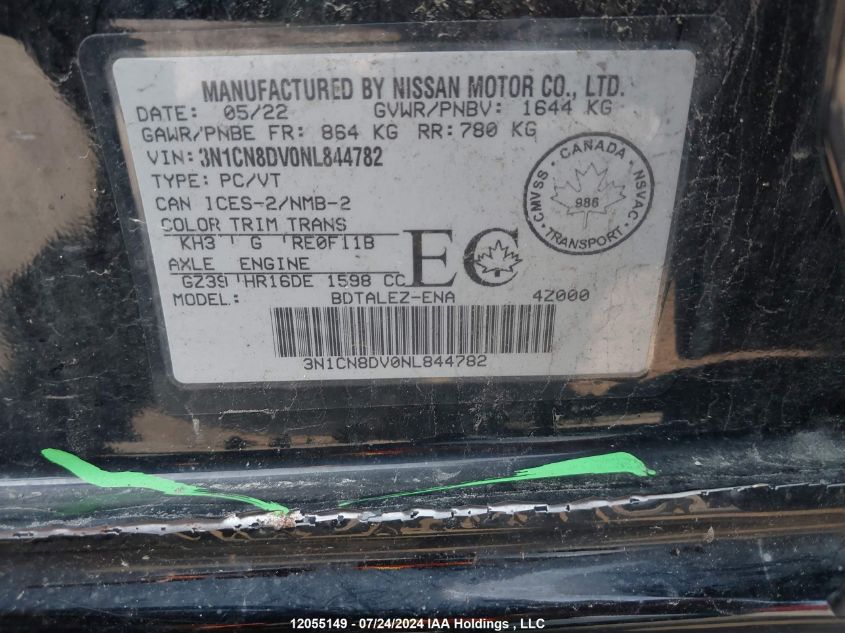 MANUFACTURED BY NISSAN MOTOR CO., LTD.
DATE: 05/22 GVWR/PNBV: 1644 KG
GAWR/PNBE FR: 864 KG RR: 780 KG
VIN: 3N1CN8DV0NL844782
TYPE: PC/VT
CAN ICES-2/NMB-2
COLOR TRIM TRANS
KH3 G RE0F11B
AXLE ENGINE
GZ39 HR16DE 1598 CC
EC
MODEL: BDTALEZ-ENA 4Z000
3N1CN8DV0NL844782
CANADA
CMVSS 986 NSVAC
TRANSPORT
12055149 - 07/24/2024 IAA Holdings , LLC